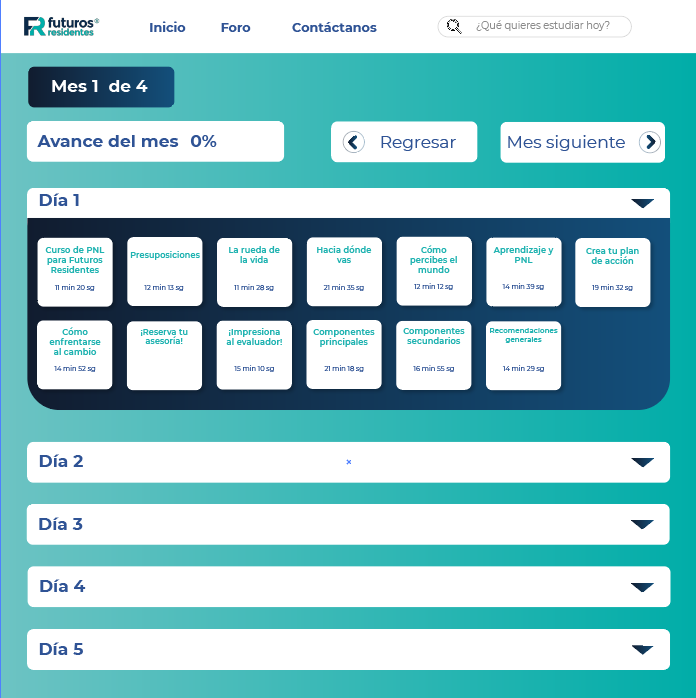 FR futuros®
residentes
Inicio
Foro
Contáctanos
¿Qué quieres estudiar hoy?
Mes 1 de 4
Avance del mes 0%
Regresar
Mes siguiente
Día 1
Curso de PNL
para Futuros
Residentes
11 min 20 sg
Presuposiciones
12 min 13 sg
La rueda de
la vida
11 min 28 sg
Hacia dónde
vas
21 min 35 sg
Cómo
percibes el
mundo
12 min 12 sg
Aprendizaje y
PNL
14 min 39 sg
Crea tu plan
de acción
19 min 32 sg
Cómo
enfrentarse
al cambio
14 min 52 sg
¡Reserva tu
asesoría!
¡Impresiona
al evaluador!
15 min 10 sg
Componentes
principales
21 min 18 sg
Componentes
secundarios
16 min 55 sg
Recomendaciones
generales
14 min 29 sg
Día 2
Día 3
Día 4
Día 5